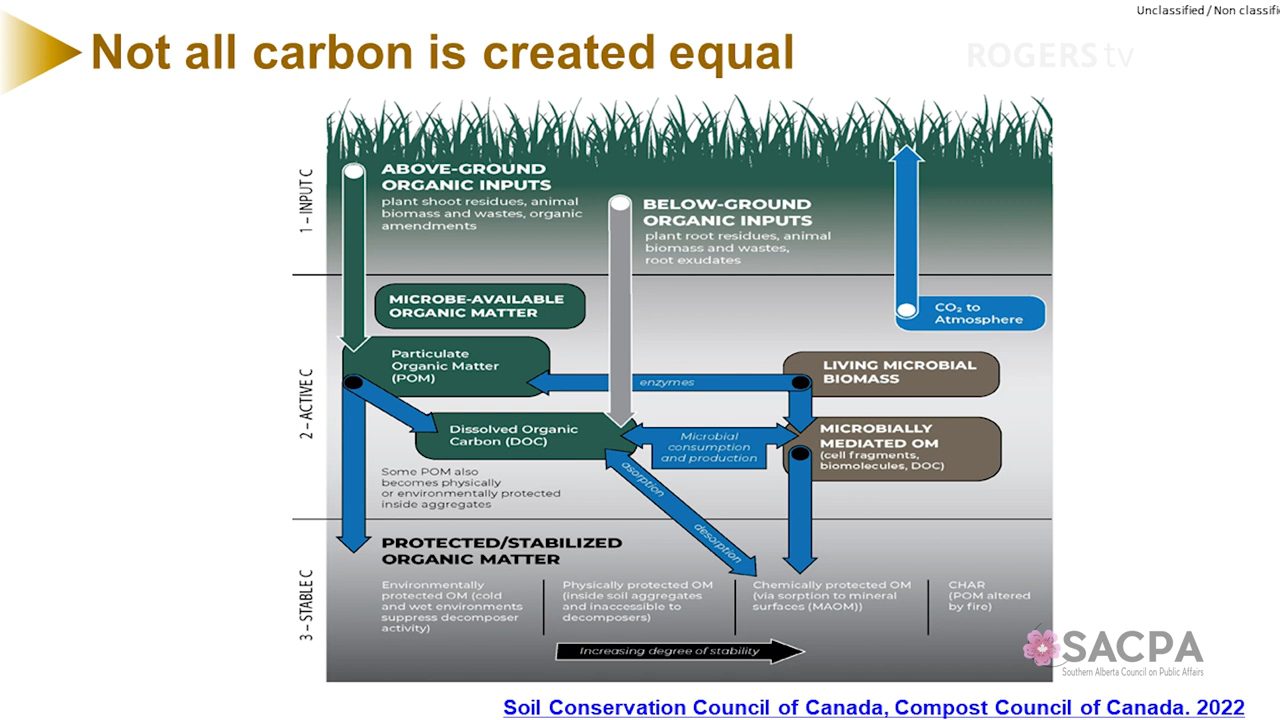 Unclassified / Non classifi
Not all carbon is created equal
ROGERS tv
1 – INPUT C
ABOVE-GROUND
ORGANIC INPUTS
plant shoot residues, animal
biomass and wastes, organic
amendments
BELOW-GROUND
ORGANIC INPUTS
plant root residues, animal
biomass and wastes,
root exudates
CO₂ to
Atmosphere
2 – ACTIVE C
MICROBE-AVAILABLE
ORGANIC MATTER
Particulate
Organic Matter
(POM)
enzymes
LIVING MICROBIAL
BIOMASS
Dissolved Organic
Carbon (DOC)
Microbial
consumption
and production
MICROBIALLY
MEDIATED OM
(cell fragments,
biomolecules, DOC)
Some POM also
becomes physically
or environmentally protected
inside aggregates
asorption
desorption
3 – STABLE C
PROTECTED/STABILIZED
ORGANIC MATTER
Environmentally
protected OM (cold
and wet environments
suppress decomposer
activity)
Physically protected OM
(inside soil aggregates
and inaccessible to
decomposers)
Chemically protected OM
(via sorption to mineral
surfaces (MAOM))
CHAR
(POM altered
by fire)
Increasing degree of stability
SACPA
Southern Alberta Council on Public Affairs
Soil Conservation Council of Canada, Compost Council of Canada. 2022